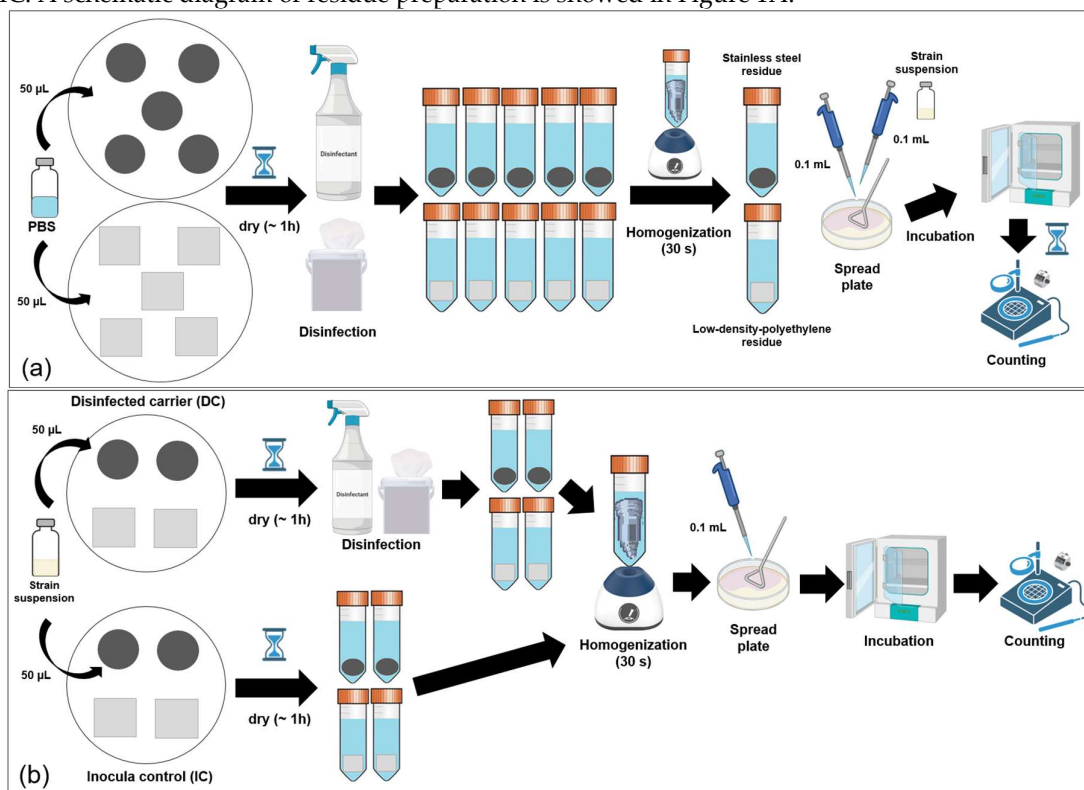 IC. A schematic diagram of residue preparation is showed in Figure 1A.
50 µL
PBS
50 µL
dry (~ 1h)
Disinfectant
Disinfection
Homogenization
(30 s)
Stainless steel
residue
Low-density-polyethylene
residue
Strain
suspension
0.1 mL
0.1 mL
Spread
plate
Incubation
Counting
(a)
Disinfected carrier (DC)
50 µL
Strain
suspension
50 µL
dry (~ 1h)
Disinfectant
Disinfection
dry (~ 1h)
Inocula control (IC)
Homogenization
(30 s)
0.1 mL
Spread
plate
Incubation
Counting
(b)